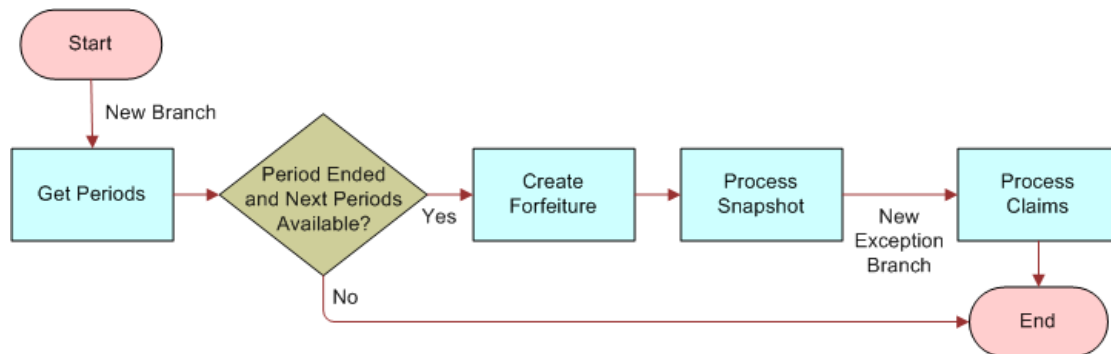 Start
New Branch
Get Periods
Period Ended
and Next Periods
Available?
Yes
No
Create
Forfeiture
Process
Snapshot
New
Exception
Branch
Process
Claims
End